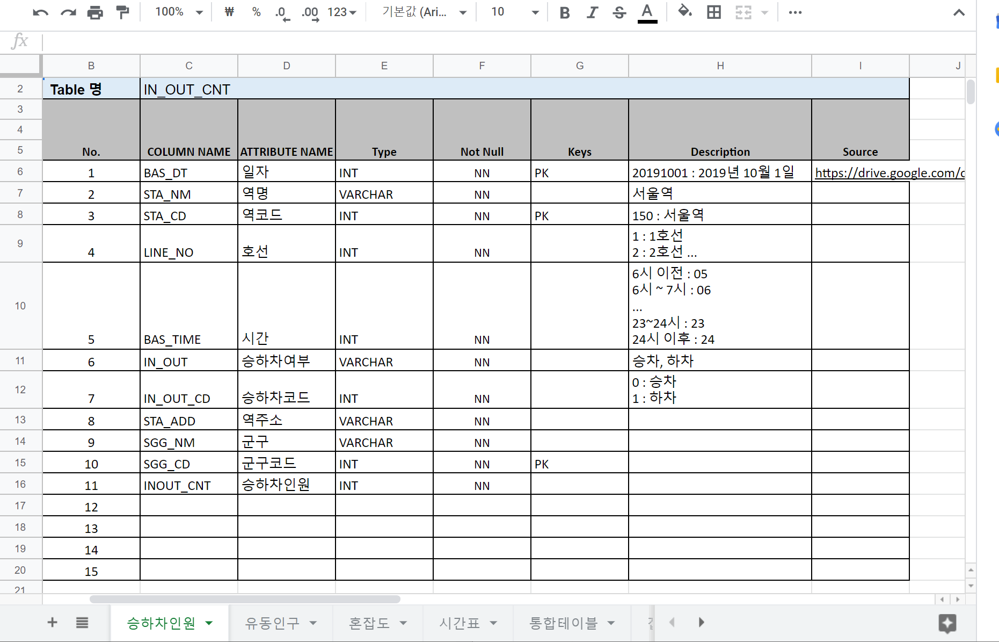 100% ₩ % .0 .00 123 기본값 (Ari... 10 B I S A ...
fx
B C D E F G H I J
2 Table 명 IN_OUT_CNT
3
4
5 No. COLUMN NAME ATTRIBUTE NAME Type Not Null Keys Description Source
6 1 BAS_DT 일자 INT NN PK 20191001 : 2019년 10월 1일 https://drive.google.com/
7 2 STA_NM 역명 VARCHAR NN 서울역
8 3 STA_CD 역코드 INT NN PK 150 : 서울역
1 : 1호선
9 4 LINE_NO 호선 INT NN 2 : 2호선 ...
6시 이전 : 05
6시 ~ 7시 : 06
10 ...
23~24시 : 23
5 BAS_TIME 시간 INT NN 24시 이후 : 24
11 6 IN_OUT 승하차여부 VARCHAR NN 승차, 하차
0 : 승차
12 7 IN_OUT_CD 승하차코드 INT NN 1 : 하차
13 8 STA_ADD 역주소 VARCHAR NN
14 9 SGG_NM 군구 VARCHAR NN
15 10 SGG_CD 군구코드 INT NN PK
16 11 INOUT_CNT 승하차인원 INT NN
17 12
18 13
19 14
20 15
21
+ 승하차인원 유동인구 혼잡도 시간표 통합테이블